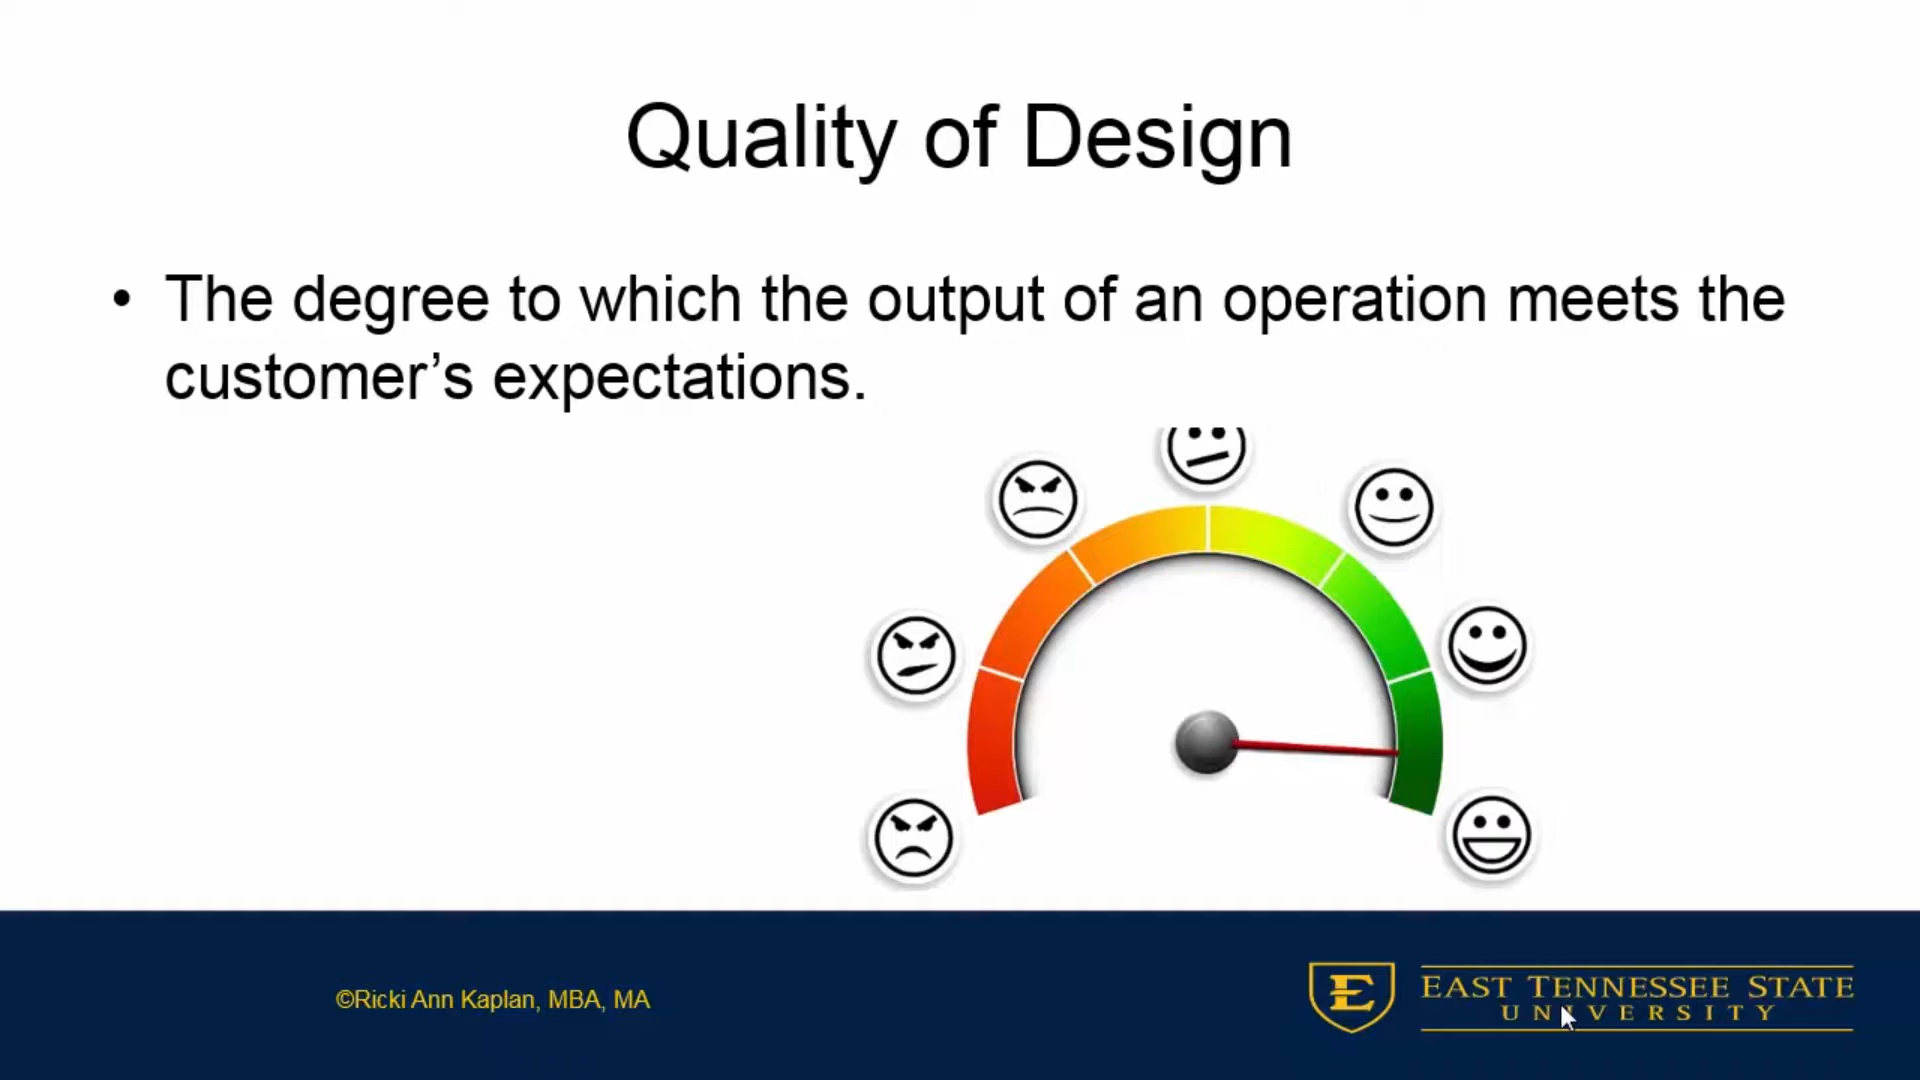 Quality of Design
• The degree to which the output of an operation meets the
customer’s expectations.
©Ricki Ann Kaplan, MBA, MA
E
EAST TENNESSEE STATE
UNIVERSITY